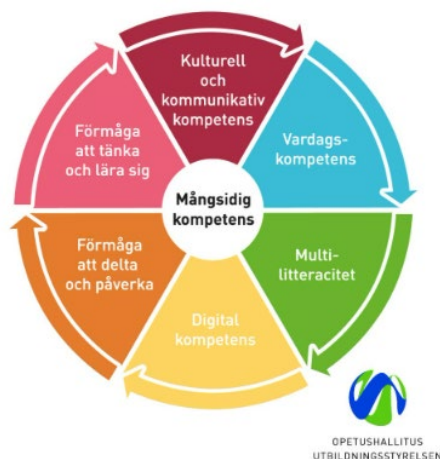 Kulturell
och
kommunikativ
kompetens
Vardags-
kompetens
Multi-
litteracitet
Digital
kompetens
Förmåga
att delta
och påverka
Förmåga
att tänka
och lära sig
Mångsidig
kompetens
OPETUSHALLITUS
UTBILDNINGSSTYRELSEN